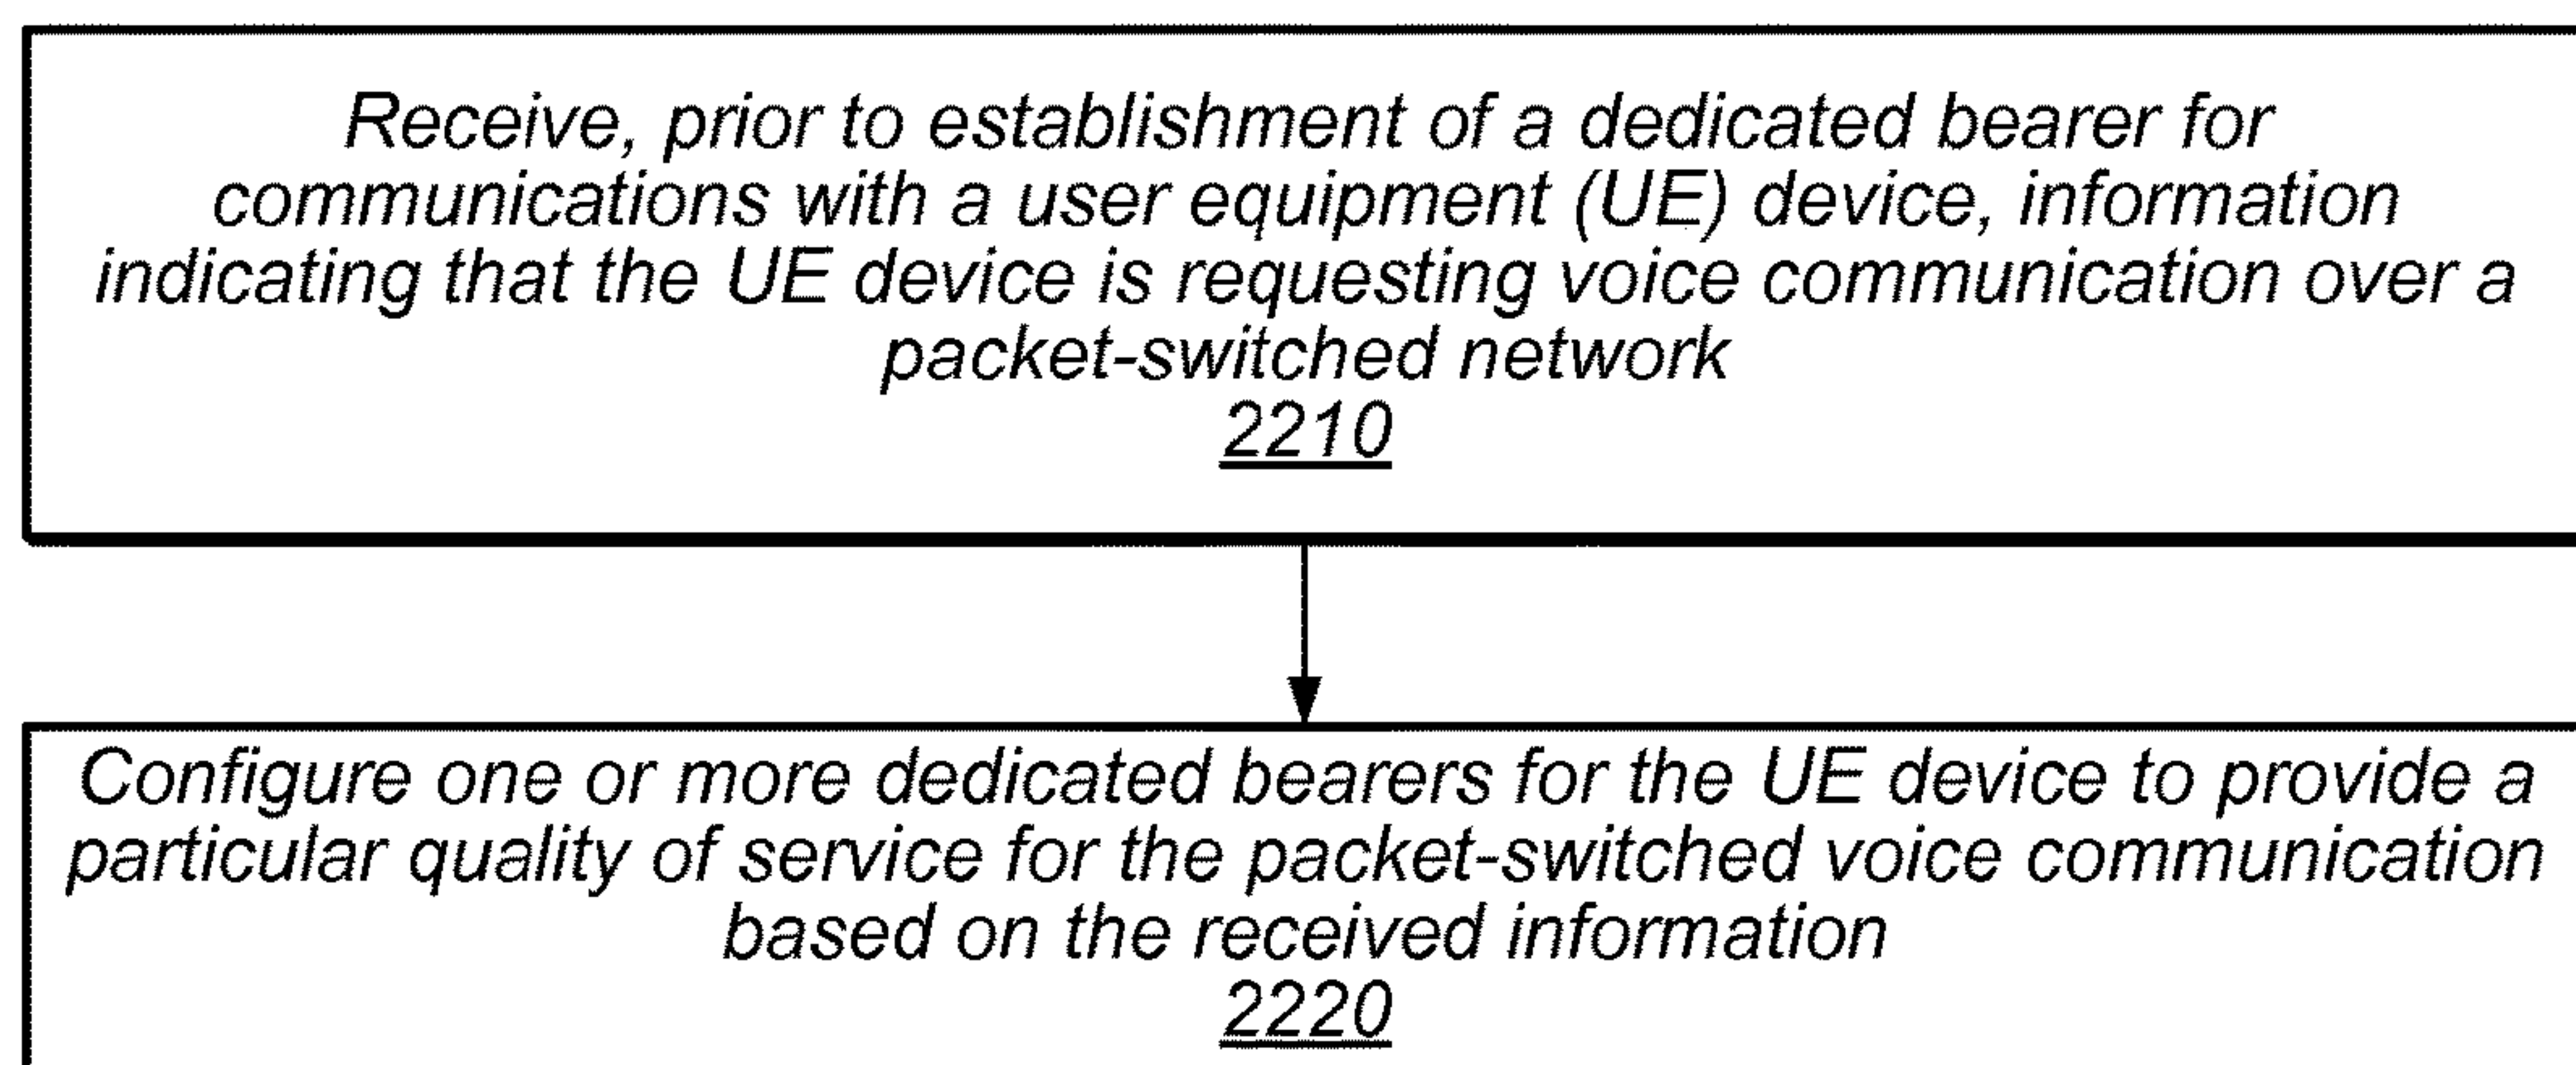 Receive, prior to establishment of a dedicated bearer for
communications with a user equipment (UE) device, information
indicating that the UE device is requesting voice communication over a
packet-switched network
2210
Configure one or more dedicated bearers for the UE device to provide a
particular quality of service for the packet-switched voice communication
based on the received information
2220